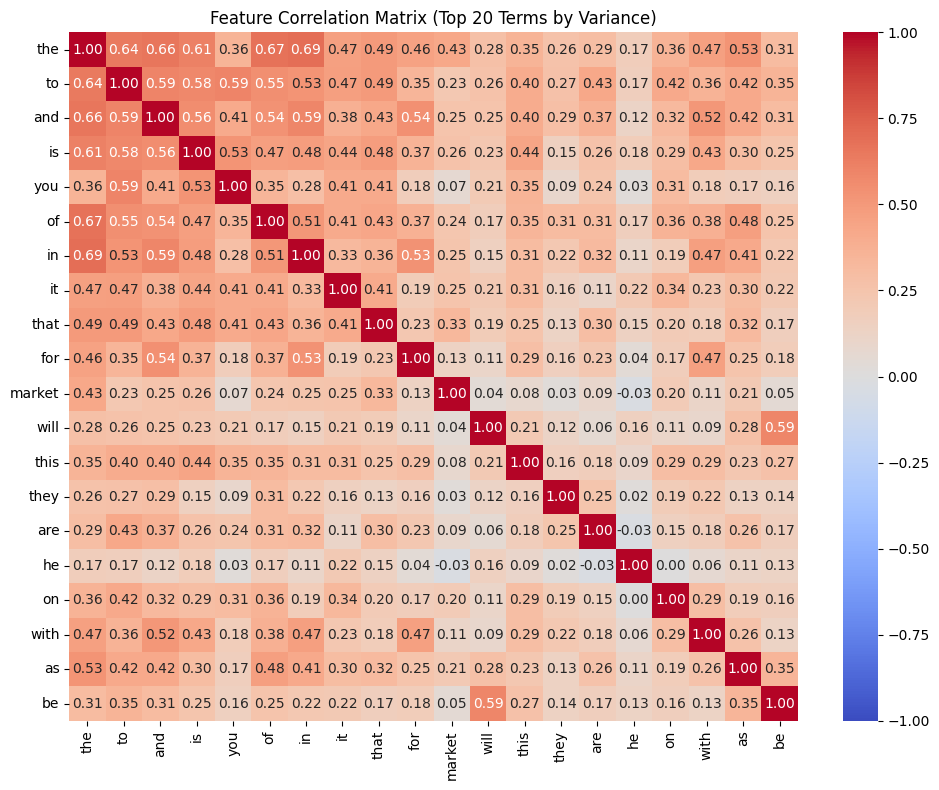 Feature Correlation Matrix (Top 20 Terms by Variance)
the 1.00 0.64 0.66 0.61 0.36 0.67 0.69 0.47 0.49 0.46 0.43 0.28 0.35 0.26 0.29 0.17 0.36 0.47 0.53 0.31
to 0.64 1.00 0.59 0.58 0.59 0.55 0.53 0.47 0.49 0.35 0.23 0.26 0.40 0.27 0.43 0.17 0.42 0.36 0.42 0.35
and 0.66 0.59 1.00 0.56 0.41 0.54 0.59 0.38 0.43 0.54 0.25 0.25 0.40 0.29 0.37 0.12 0.32 0.52 0.42 0.31
is 0.61 0.58 0.56 1.00 0.53 0.47 0.48 0.44 0.48 0.37 0.26 0.23 0.44 0.15 0.26 0.18 0.29 0.43 0.30 0.25
you 0.36 0.59 0.41 0.53 1.00 0.35 0.28 0.41 0.41 0.18 0.07 0.21 0.35 0.09 0.24 0.03 0.31 0.18 0.17 0.16
of 0.67 0.55 0.54 0.47 0.35 1.00 0.51 0.41 0.43 0.37 0.24 0.17 0.35 0.31 0.31 0.17 0.36 0.38 0.48 0.25
in 0.69 0.53 0.59 0.48 0.28 0.51 1.00 0.33 0.36 0.53 0.25 0.15 0.31 0.22 0.32 0.11 0.19 0.47 0.41 0.22
it 0.47 0.47 0.38 0.44 0.41 0.41 0.33 1.00 0.41 0.19 0.25 0.21 0.31 0.16 0.11 0.22 0.34 0.23 0.30 0.22
that 0.49 0.49 0.43 0.48 0.41 0.43 0.36 0.41 1.00 0.23 0.33 0.19 0.25 0.13 0.30 0.15 0.20 0.18 0.32 0.17
for 0.46 0.35 0.54 0.37 0.18 0.37 0.53 0.19 0.23 1.00 0.13 0.11 0.29 0.16 0.23 0.04 0.17 0.47 0.25 0.18
market 0.43 0.23 0.25 0.26 0.07 0.24 0.25 0.25 0.33 0.13 1.00 0.04 0.08 0.03 0.09 -0.03 0.20 0.11 0.21 0.05
will 0.28 0.26 0.25 0.23 0.21 0.17 0.15 0.21 0.19 0.11 0.04 1.00 0.21 0.12 0.06 0.16 0.11 0.09 0.28 0.59
this 0.35 0.40 0.40 0.44 0.35 0.35 0.31 0.31 0.25 0.29 0.08 0.21 1.00 0.16 0.18 0.09 0.29 0.29 0.23 0.27
they 0.26 0.27 0.29 0.15 0.09 0.31 0.22 0.16 0.13 0.16 0.03 0.12 0.16 1.00 0.25 0.02 0.19 0.22 0.13 0.14
are 0.29 0.43 0.37 0.26 0.24 0.31 0.32 0.11 0.30 0.23 0.09 0.06 0.18 0.25 1.00 -0.03 0.15 0.18 0.26 0.17
he 0.17 0.17 0.12 0.18 0.03 0.17 0.11 0.22 0.15 0.04 -0.03 0.16 0.09 0.02 -0.03 1.00 0.00 0.06 0.11 0.13
on 0.36 0.42 0.32 0.29 0.31 0.36 0.19 0.34 0.20 0.17 0.20 0.11 0.29 0.19 0.15 0.00 1.00 0.29 0.19 0.16
with 0.47 0.36 0.52 0.43 0.18 0.38 0.47 0.23 0.18 0.47 0.11 0.09 0.29 0.22 0.18 0.06 0.29 1.00 0.26 0.13
as 0.53 0.42 0.42 0.30 0.17 0.48 0.41 0.30 0.32 0.25 0.21 0.28 0.23 0.13 0.26 0.11 0.19 0.26 1.00 0.35
be 0.31 0.35 0.31 0.25 0.16 0.25 0.22 0.22 0.17 0.18 0.05 0.59 0.27 0.14 0.17 0.13 0.16 0.13 0.35 1.00
the to and is you of in it that for market will this they are he on with as be
1.00
0.75
0.50
0.25
0.00
−0.25
−0.50
−0.75
−1.00